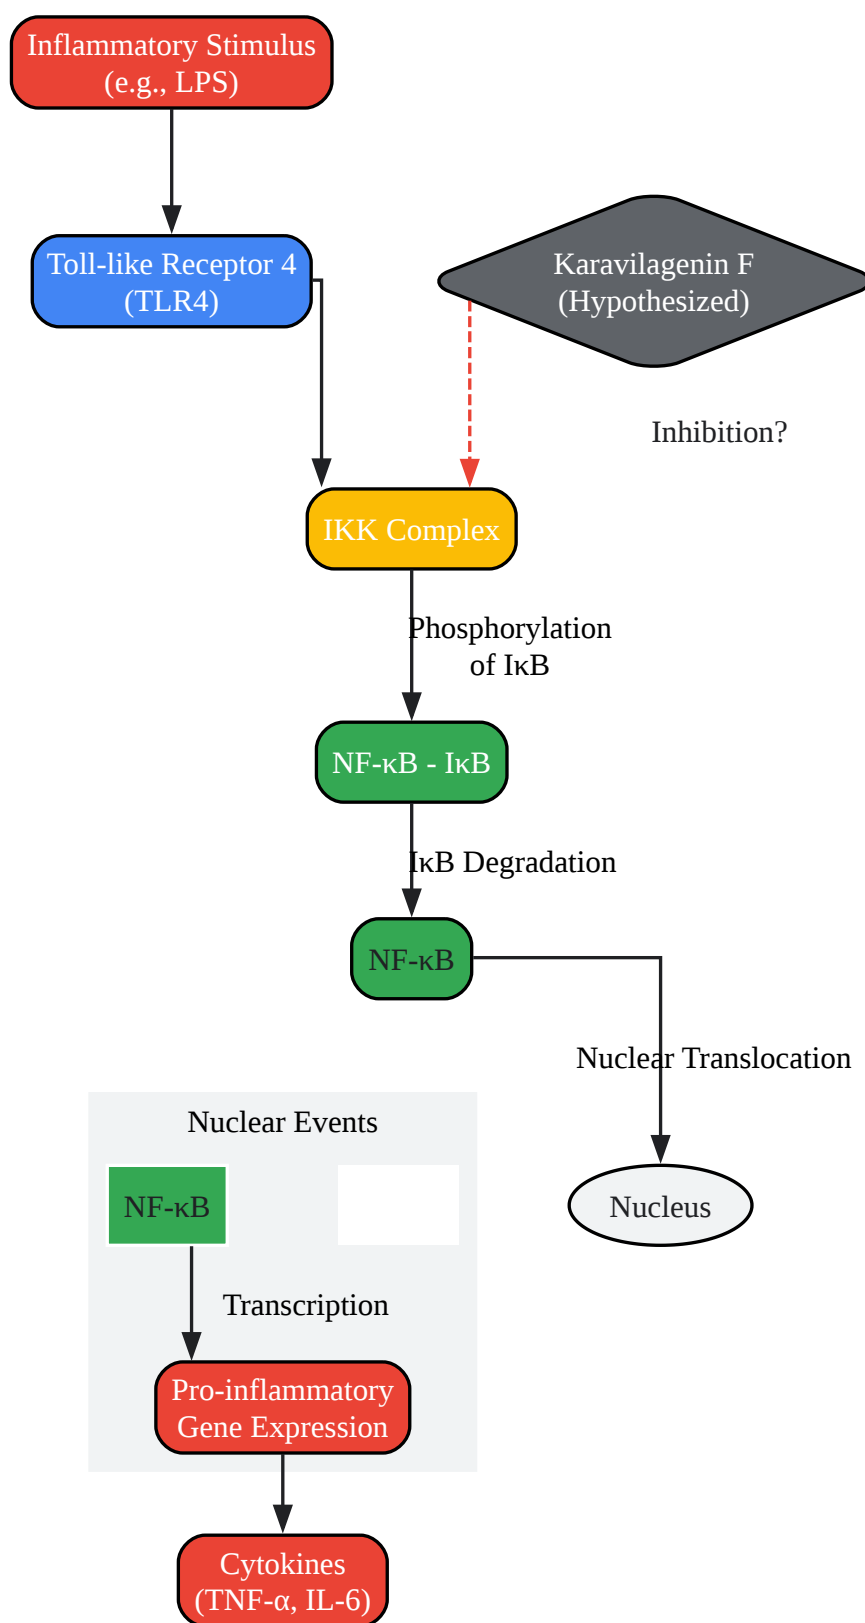 Inflammatory Stimulus
(e.g., LPS)
Toll-like Receptor 4
(TLR4)
Karavilagenin F
(Hypothesized)
Inhibition?
IKK Complex
Phosphorylation
of IκB
NF-κB - IκB
IκB Degradation
NF-κB
Nuclear Translocation
Nuclear Events
NF-κB
Nucleus
Transcription
Pro-inflammatory
Gene Expression
Cytokines
(TNF-α, IL-6)